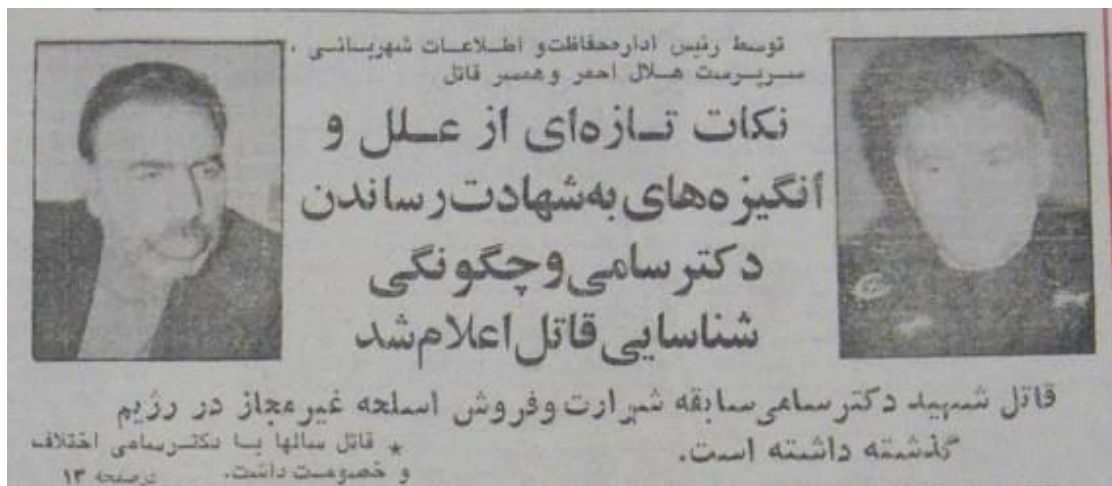 توسط رئیس اداره حفاظت و اطلاعات شهربانی ،
سرپرست هلال احمر و همسر قاتل
نکات تازه‌ای از علل و
انگیزه‌های به شهادت رساندن
دکتر سامی و چگونگی
شناسایی قاتل اعلام شد
قاتل شهید دکتر سامی سابقه شرارت و فروش اسلحه غیر مجاز در رژیم
گذشته داشته است.
* قاتل سالها با دکتر سامی اختلاف
و خصومت داشت.
در صفحه ۱۳